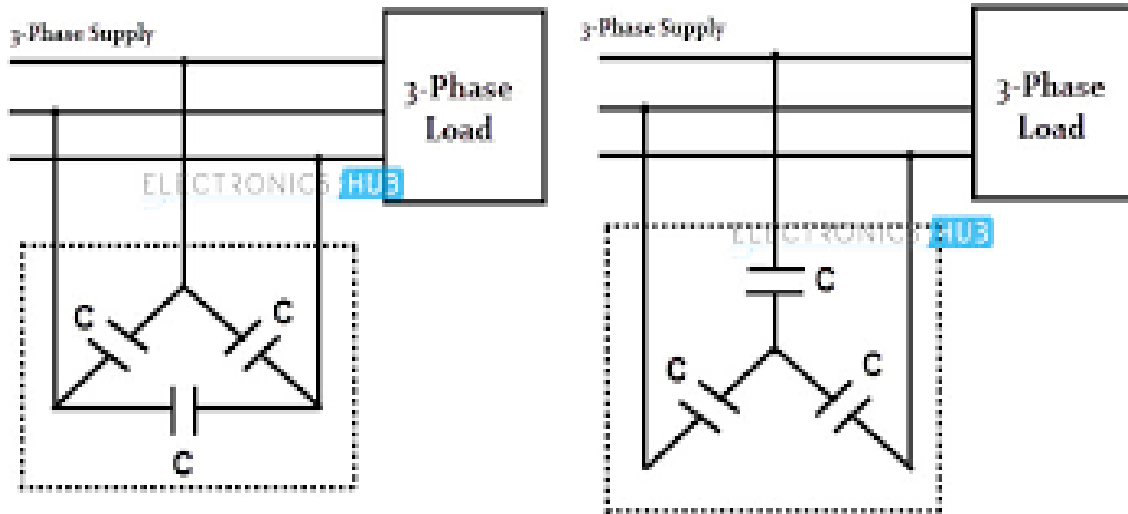 3-Phase Supply
3-Phase
Load
ELECTRONICS HUB
C
C
C
3-Phase Supply
3-Phase
Load
ELECTRONICS HUB
C
C
C